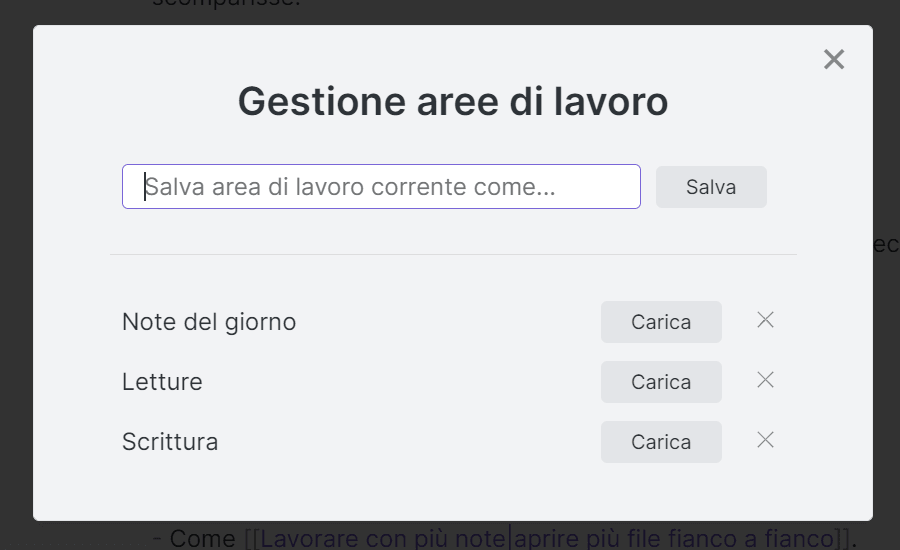 scomparisse.
Gestione aree di lavoro
Salva area di lavoro corrente come...
Salva
ec
Note del giorno
Carica
Letture
Carica
Scrittura
Carica
- Come [[Lavorare con più note|aprire più file fianco a fianco]].